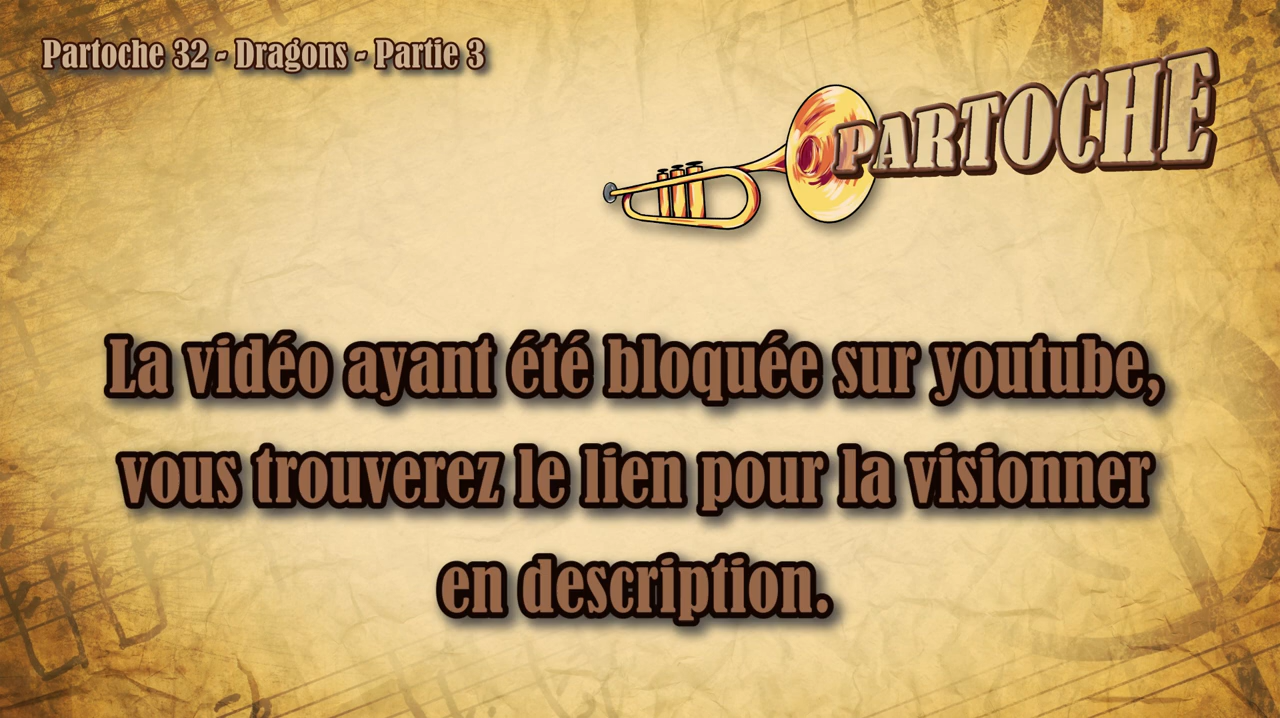 Partoche 32 - Dragons - Partie 3
PARTOCHE
La vidéo ayant été bloquée sur youtube,
vous trouverez le lien pour la visionner
en description.